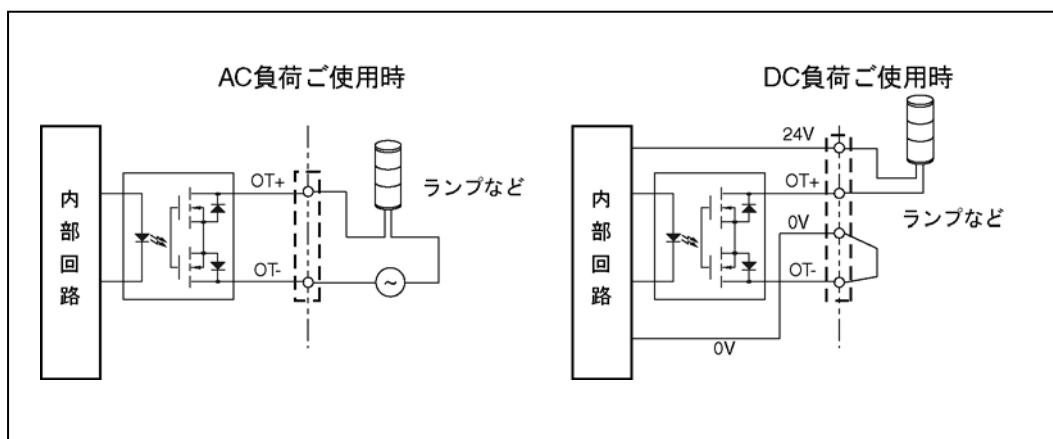 AC負荷ご使用時
内部回路
OT+
OT-
ランプなど
~
DC負荷ご使用時
内部回路
24V
OT+
0V
OT-
0V
ランプなど